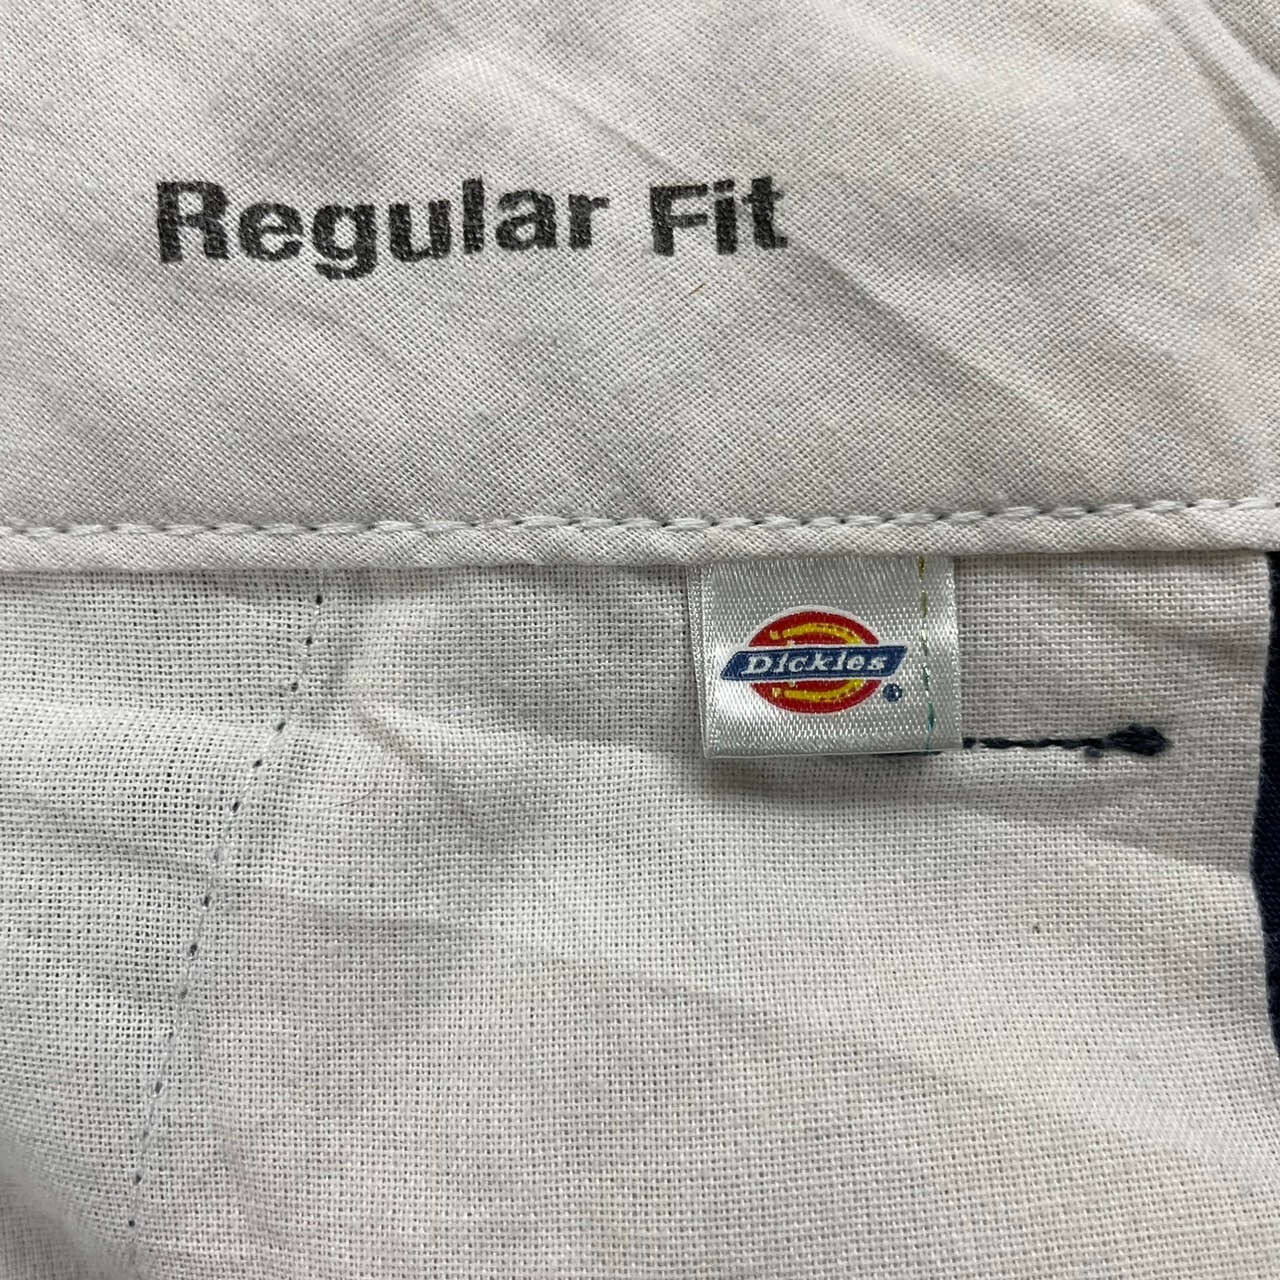 Regular Fit
Dickies
®